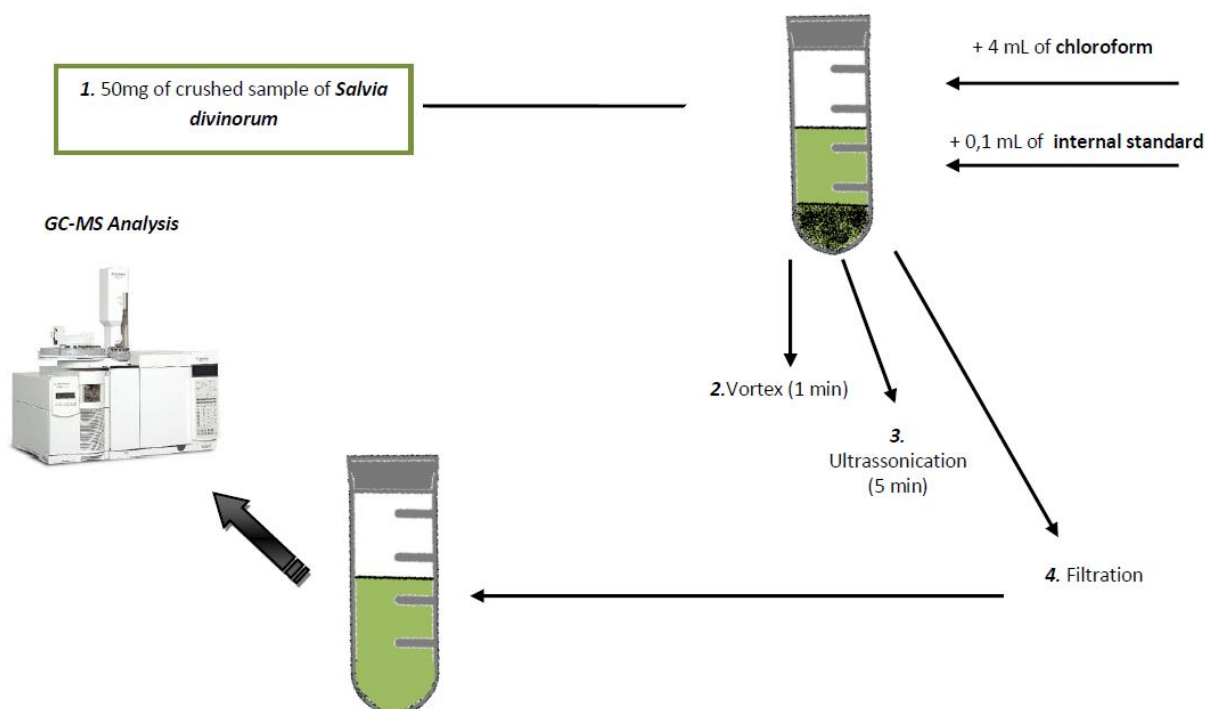 1. 50mg of crushed sample of Salvia
divinorum
+ 4 mL of chloroform
+ 0,1 mL of internal standard
GC-MS Analysis
2.Vortex (1 min)
3.
Ultrassonication
(5 min)
4. Filtration